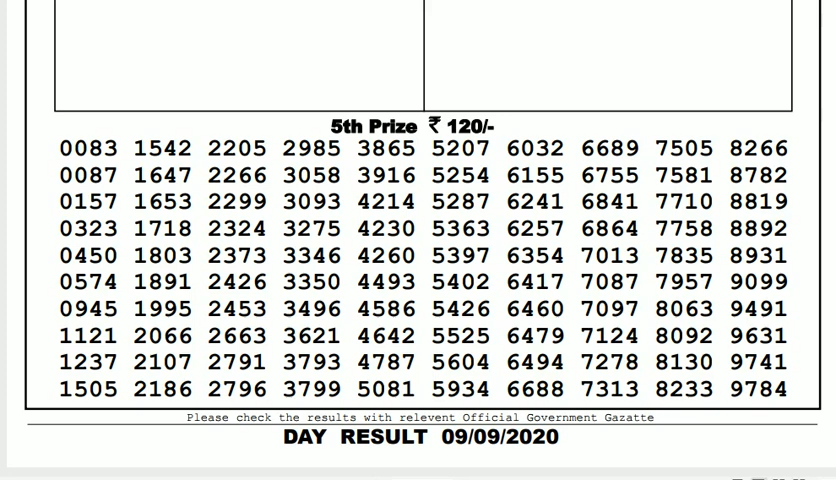 5th Prize ₹ 120/-
0083 1542 2205 2985 3865 5207 6032 6689 7505 8266
0087 1647 2266 3058 3916 5254 6155 6755 7581 8782
0157 1653 2299 3093 4214 5287 6241 6841 7710 8819
0323 1718 2324 3275 4230 5363 6257 6864 7758 8892
0450 1803 2373 3346 4260 5397 6354 7013 7835 8931
0574 1891 2426 3350 4493 5402 6417 7087 7957 9099
0945 1995 2453 3496 4586 5426 6460 7097 8063 9491
1121 2066 2663 3621 4642 5525 6479 7124 8092 9631
1237 2107 2791 3793 4787 5604 6494 7278 8130 9741
1505 2186 2796 3799 5081 5934 6688 7313 8233 9784
Please check the results with relevent Official Government Gazatte
DAY RESULT 09/09/2020